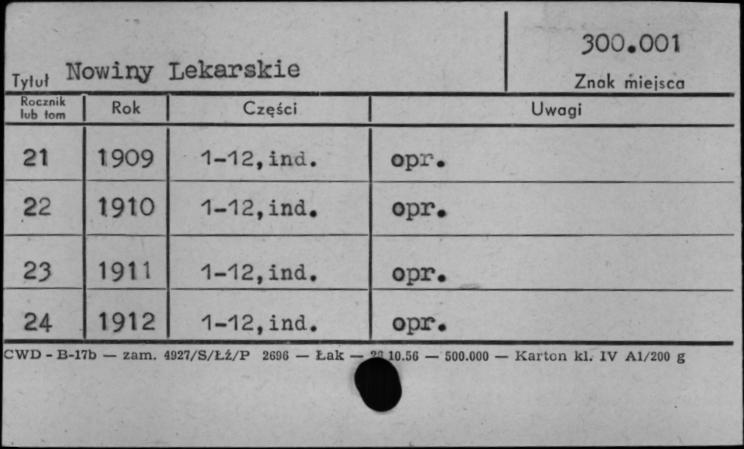 300.001
Tytuł Nowiny Lekarskie Znak miejsca
Rocznik lub tom Rok Części Uwagi
21 1909 1-12,ind. opr.
22 1910 1-12,ind. opr.
23 1911 1-12,ind. opr.
24 1912 1-12,ind. opr.
CWD - B-17b — zam. 4927/S/ŁŻ/P 2696 — Łak — 10.56 — 500.000 — Karton kl. IV A1/200 g